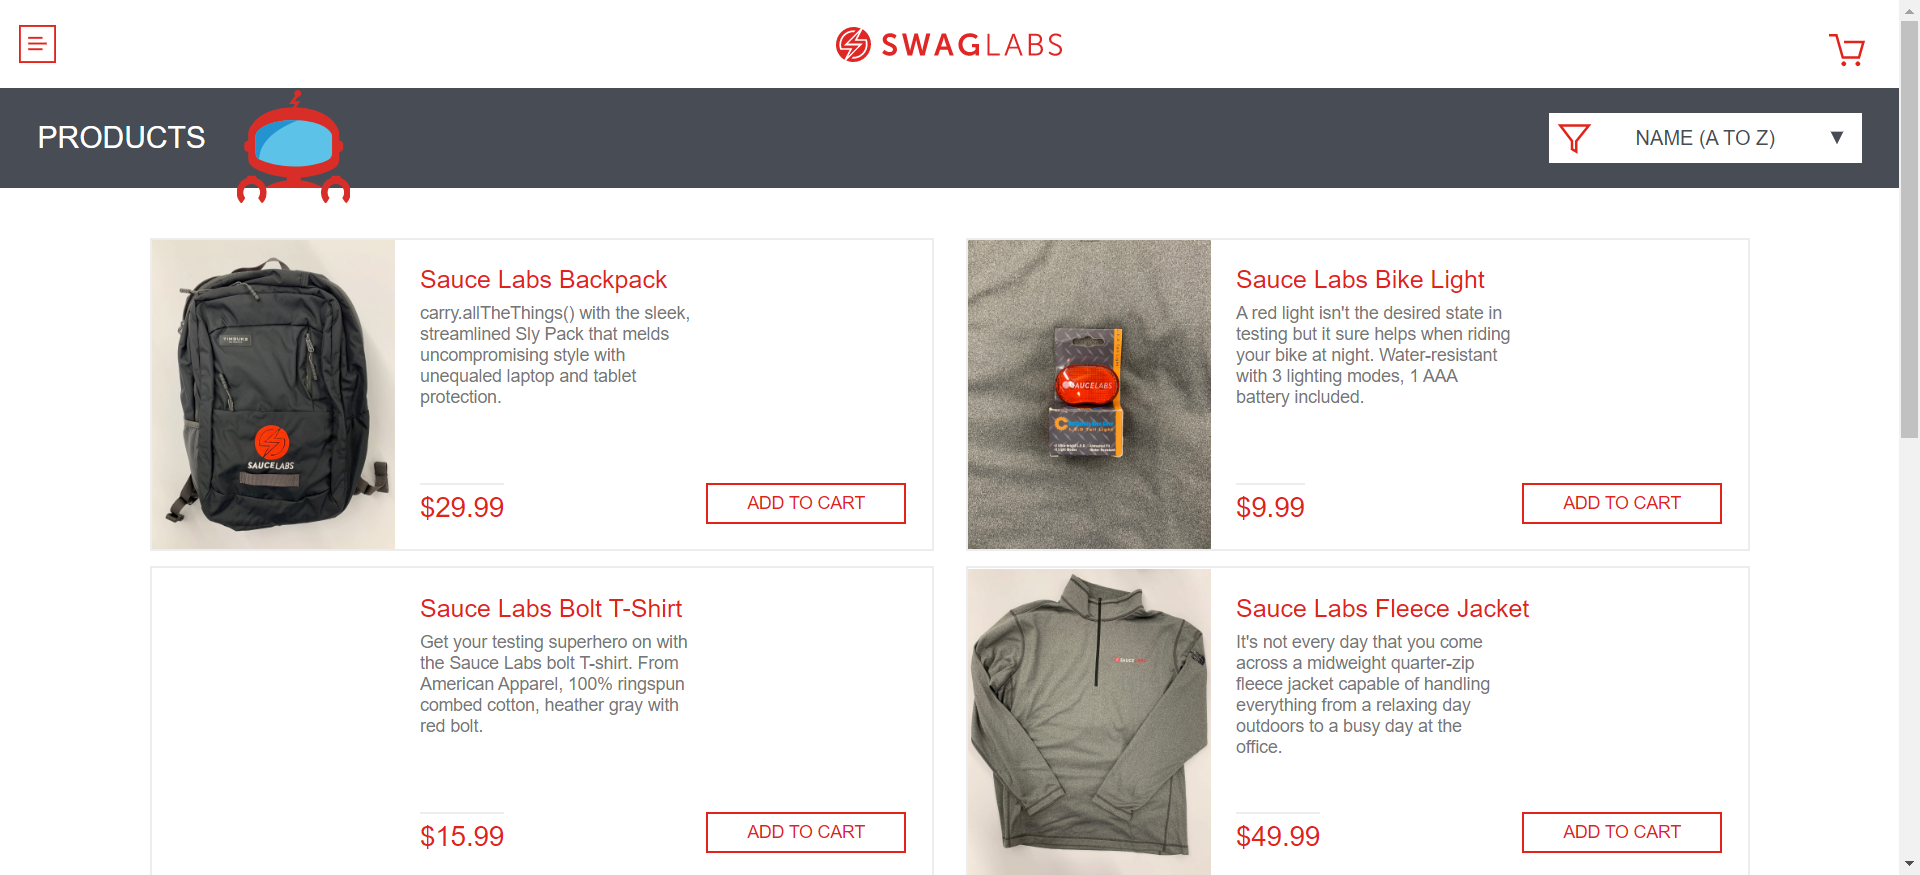 SWAGLABS
PRODUCTS
NAME (A TO Z)
Sauce Labs Backpack
carry.allTheThings() with the sleek,
streamlined Sly Pack that melds
uncompromising style with
unequaled laptop and tablet
protection.
$29.99
ADD TO CART
SAUCELABS
Sauce Labs Bike Light
A red light isn't the desired state in
testing but it sure helps when riding
your bike at night. Water-resistant
with 3 lighting modes, 1 AAA
battery included.
$9.99
ADD TO CART
SAUCELABS
Sauce Labs Bolt T-Shirt
Get your testing superhero on with
the Sauce Labs bolt T-shirt. From
American Apparel, 100% ringspun
combed cotton, heather gray with
red bolt.
$15.99
ADD TO CART
Sauce Labs Fleece Jacket
It's not every day that you come
across a midweight quarter-zip
fleece jacket capable of handling
everything from a relaxing day
outdoors to a busy day at the
office.
$49.99
ADD TO CART